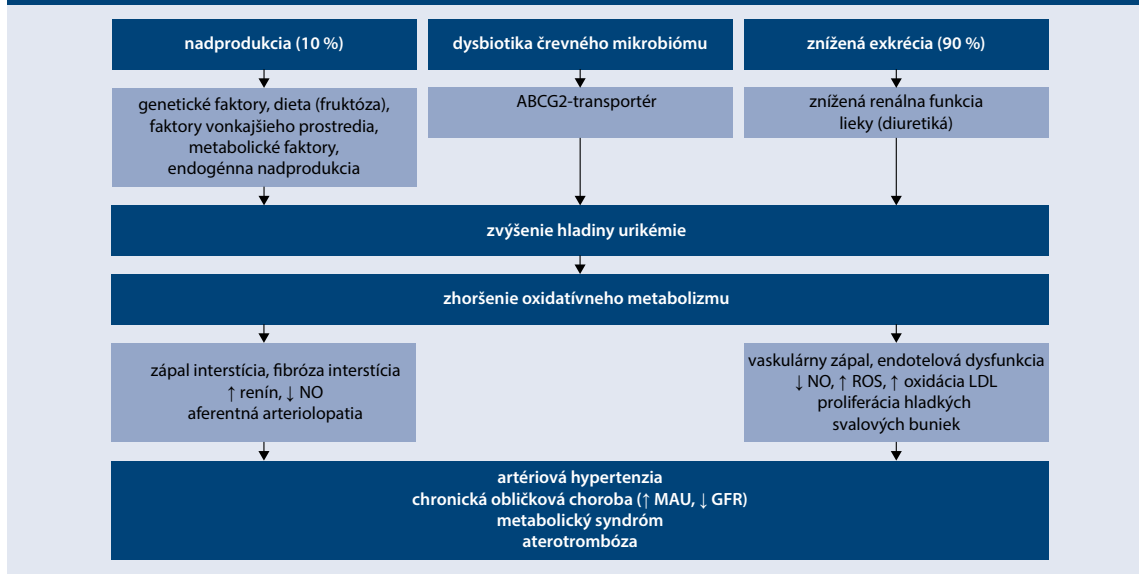 nadprodukcia (10 %)
dysbiotika črevného mikrobiómu
znížená exkrécia (90 %)
genetické faktory, dieta (fruktóza),
faktory vonkajšieho prostredia,
metabolické faktory,
endogénna nadprodukcia
ABCG2-transportér
znížená renálna funkcia
lieky (diuretiká)
zvýšenie hladiny urikémie
zhoršenie oxidatívneho metabolizmu
zápal interstícia, fibróza interstícia
↑ renín, ↓ NO
aferentná arteriolopatia
vaskulárny zápal, endotelová dysfunkcia
↓ NO, ↑ ROS, ↑ oxidácia LDL
proliferácia hladkých
svalových buniek
artériová hypertenzia
chronická obličková choroba (↑ MAU, ↓ GFR)
metabolický syndróm
aterotrombóza